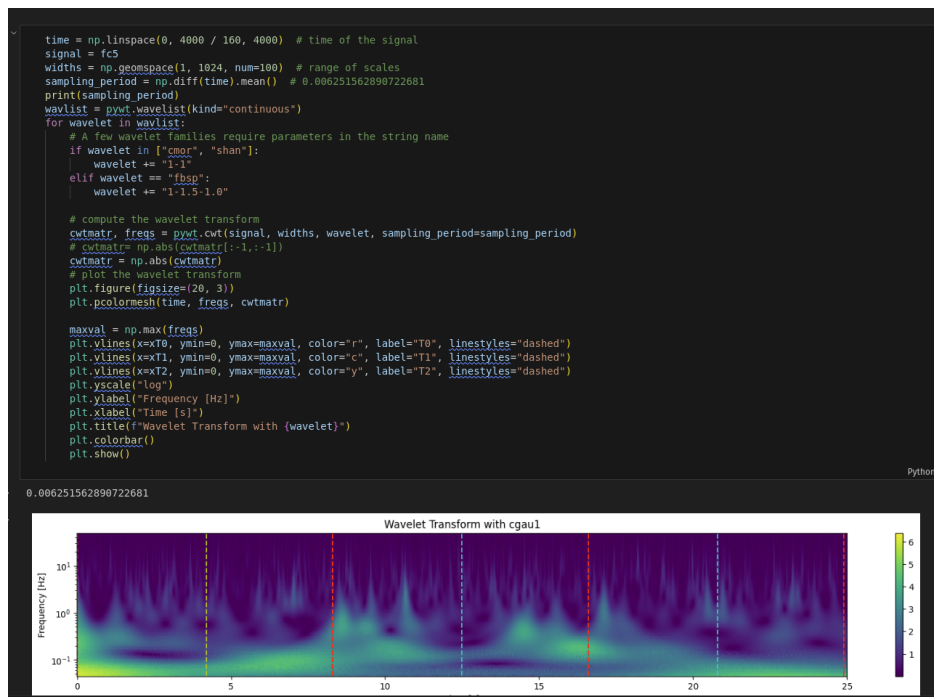 time = np.linspace(0, 4000 / 160, 4000)  # time of the signal
signal = fc5
widths = np.geomspace(1, 1024, num=100)  # range of scales
sampling_period = np.diff(time).mean()  # 0.006251562890722681
print(sampling_period)
wavlist = pywt.wavelist(kind="continuous")
for wavelet in wavlist:
    # A few wavelet families require parameters in the string name
    if wavelet in ["cmor", "shan"]:
        wavelet += "1-1"
    elif wavelet == "fbsp":
        wavelet += "1-1.5-1.0"
    # compute the wavelet transform
    cwtmatr, freqs = pywt.cwt(signal, widths, wavelet, sampling_period=sampling_period)
    # cwtmatr= np.abs(cwtmatr[:-1,:-1])
    cwtmatr = np.abs(cwtmatr)
    # plot the wavelet transform
    plt.figure(figsize=(20, 3))
    plt.pcolormesh(time, freqs, cwtmatr)
    maxval = np.max(freqs)
    plt.vlines(x=xT0, ymin=0, ymax=maxval, color="r", label="T0", linestyles="dashed")
    plt.vlines(x=xT1, ymin=0, ymax=maxval, color="c", label="T1", linestyles="dashed")
    plt.vlines(x=xT2, ymin=0, ymax=maxval, color="y", label="T2", linestyles="dashed")
    plt.yscale("log")
    plt.ylabel("Frequency [Hz]")
    plt.xlabel("Time [s]")
    plt.title(f"Wavelet Transform with {wavelet}")
    plt.colorbar()
    plt.show()
Python
0.006251562890722681
Wavelet Transform with cgau1
Frequency [Hz]
10¹
10⁰
10⁻¹
0 5 10 15 20 25
6
5
4
3
2
1